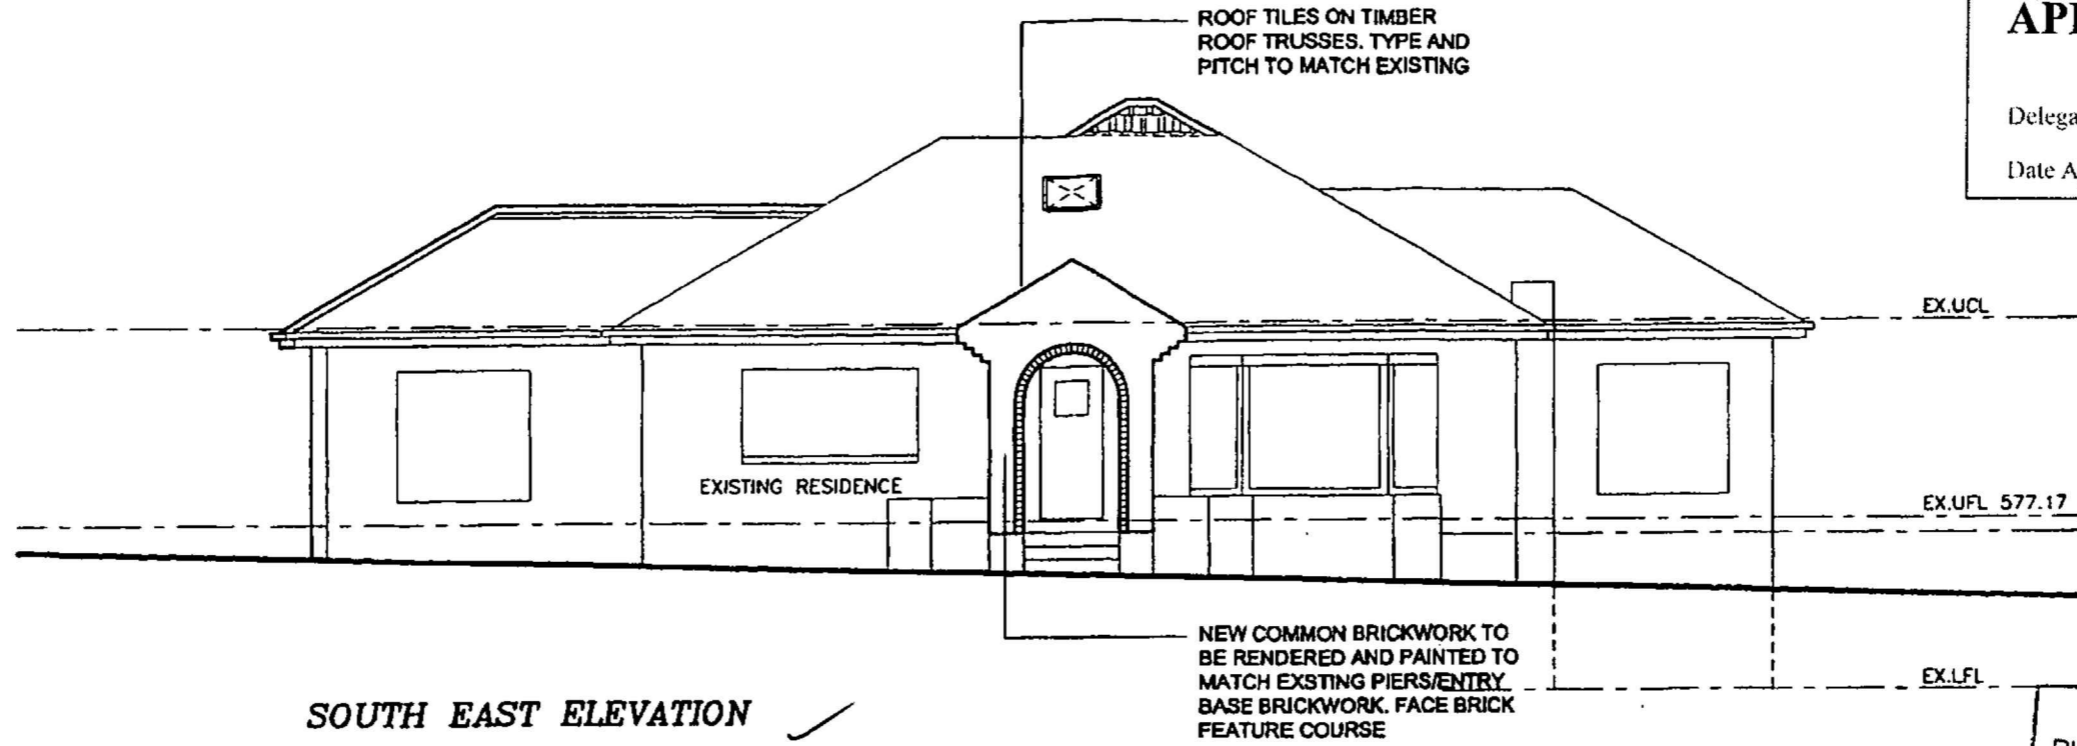 ROOF TILES ON TIMBER
ROOF TRUSSES. TYPE AND
PITCH TO MATCH EXISTING
EX.UCL
EXISTING RESIDENCE
EX.UFL 577.17
NEW COMMON BRICKWORK TO
BE RENDERED AND PAINTED TO
MATCH EXSTING PIERS/ENTRY
BASE BRICKWORK. FACE BRICK
FEATURE COURSE
EX.LFL
SOUTH EAST ELEVATION
Date A